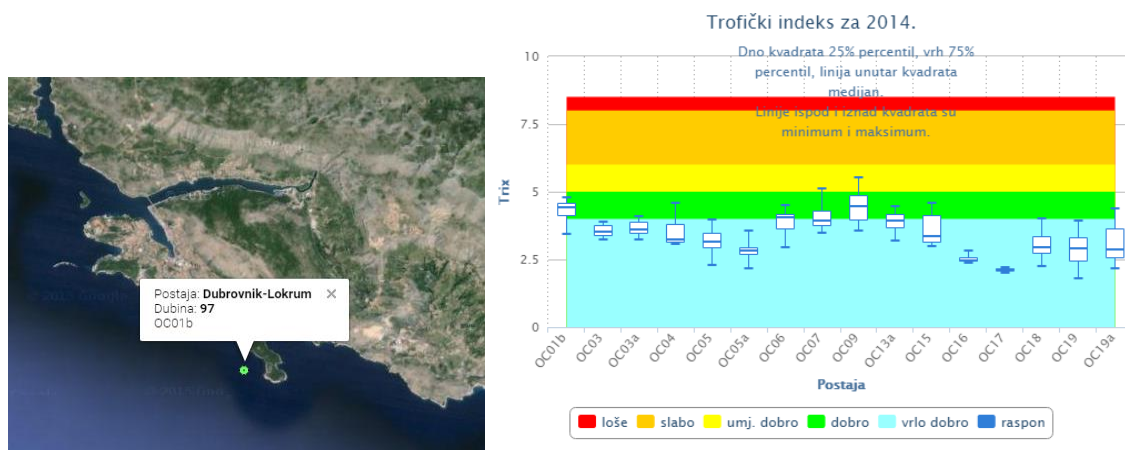 Postaja: Dubrovnik-Lokrum
Dubina: 97
OC01b
Trofički indeks za 2014.
Dno kvadrata 25% percentil, vrh 75%
percentil, linija unutar kvadrata
medijan.
Linije ispod i iznad kvadrata su
minimum i maksimum.
Trix
10
7.5
5
2.5
0
OC01b
OC03
OC03a
OC04
OC05
OC05a
OC06
OC07
OC09
OC13a
OC15
OC16
OC17
OC18
OC19
OC19a
Postaja
loše
slabo
umj. dobro
dobro
vrlo dobro
raspon